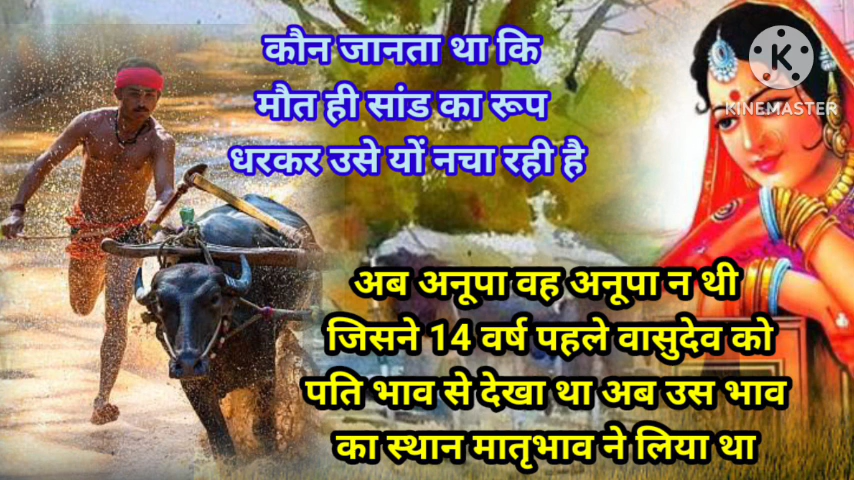 कौन जानता था कि
मौत ही सांड का रूप
धरकर उसे यों नचा रही है
KINEMASTER
अब अनूपा वह अनूपा न थी
जिसने 14 वर्ष पहले वासुदेव को
पति भाव से देखा था अब उस भाव
का स्थान मातृभाव ने लिया था